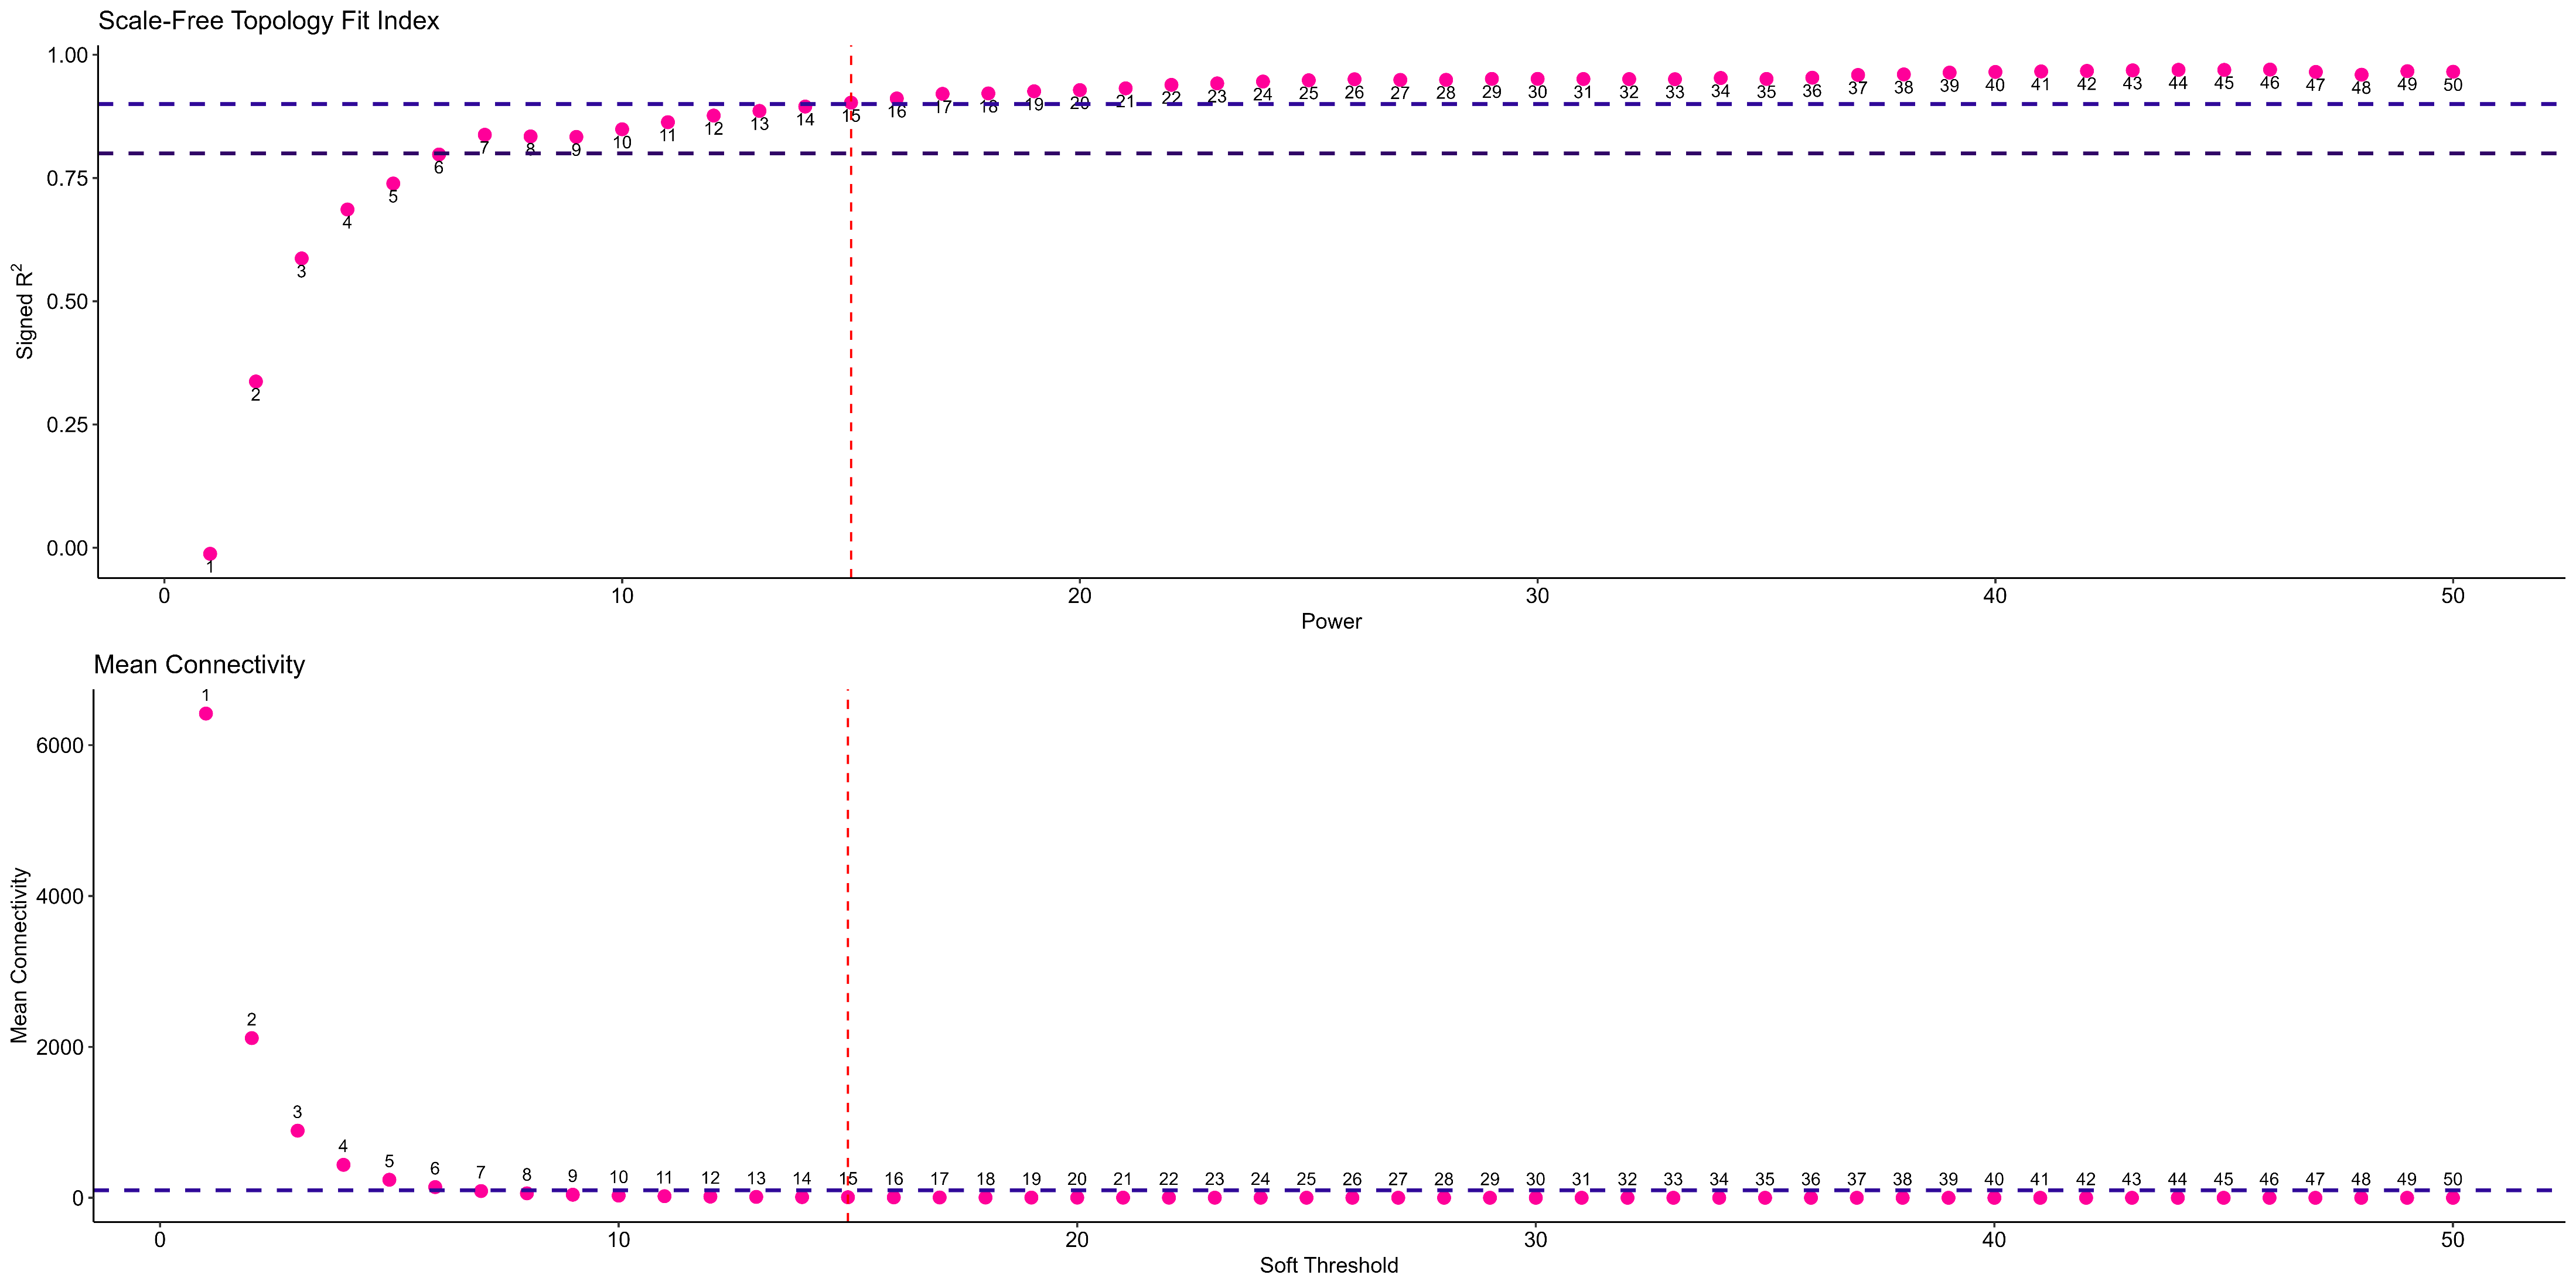 Scale-Free Topology Fit Index
1.00
0.75
0.50
0.25
0.00
Signed R²
1 2 3 4 5 6 7 8 9 10 11 12 13 14 15 16 17 18 19 20 21 22 23 24 25 26 27 28 29 30 31 32 33 34 35 36 37 38 39 40 41 42 43 44 45 46 47 48 49 50
0 10 20 30 40 50
Power
Mean Connectivity
6000
4000
2000
0
Mean Connectivity
1 2 3 4 5 6 7 8 9 10 11 12 13 14 15 16 17 18 19 20 21 22 23 24 25 26 27 28 29 30 31 32 33 34 35 36 37 38 39 40 41 42 43 44 45 46 47 48 49 50
0 10 20 30 40 50
Soft Threshold